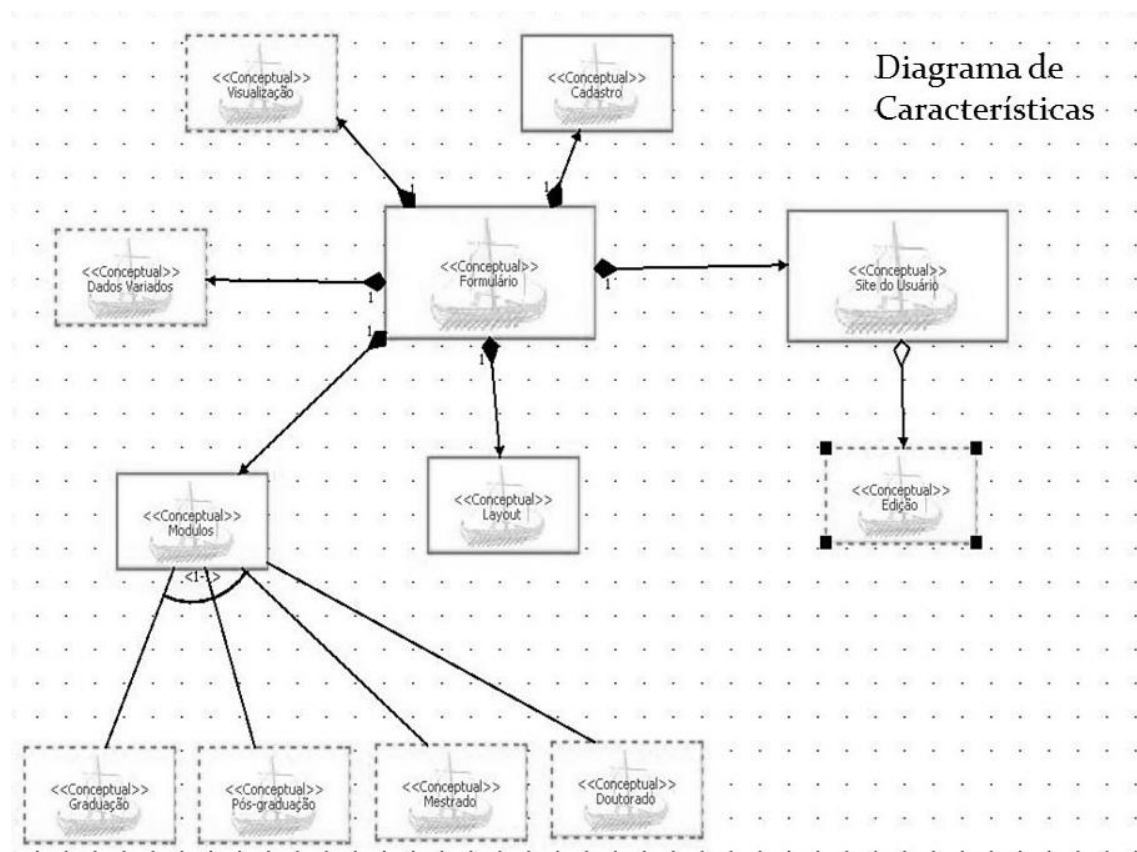 Diagrama de
Características
<<Conceptual>>
Visualização
<<Conceptual>>
Cadastro
1
1
<<Conceptual>>
Dados Variados
1
<<Conceptual>>
Formulário
1
<<Conceptual>>
Site do Usuário
1
1
<<Conceptual>>
Modulos
<<Conceptual>>
Layout
<<Conceptual>>
Edição
<<Conceptual>>
Graduação
<<Conceptual>>
Pós-graduação
<<Conceptual>>
Mestrado
<<Conceptual>>
Doutorado